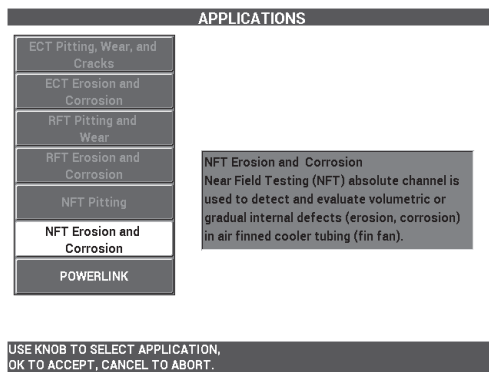 APPLICATIONS
ECT Pitting, Wear, and
Cracks
ECT Erosion and
Corrosion
RFT Pitting and
Wear
RFT Erosion and
Corrosion
NFT Pitting
NFT Erosion and
Corrosion
POWERLINK
NFT Erosion and Corrosion
Near Field Testing (NFT) absolute channel is
used to detect and evaluate volumetric or
gradual internal defects (erosion, corrosion)
in air finned cooler tubing (fin fan).
USE KNOB TO SELECT APPLICATION,
OK TO ACCEPT, CANCEL TO ABORT.